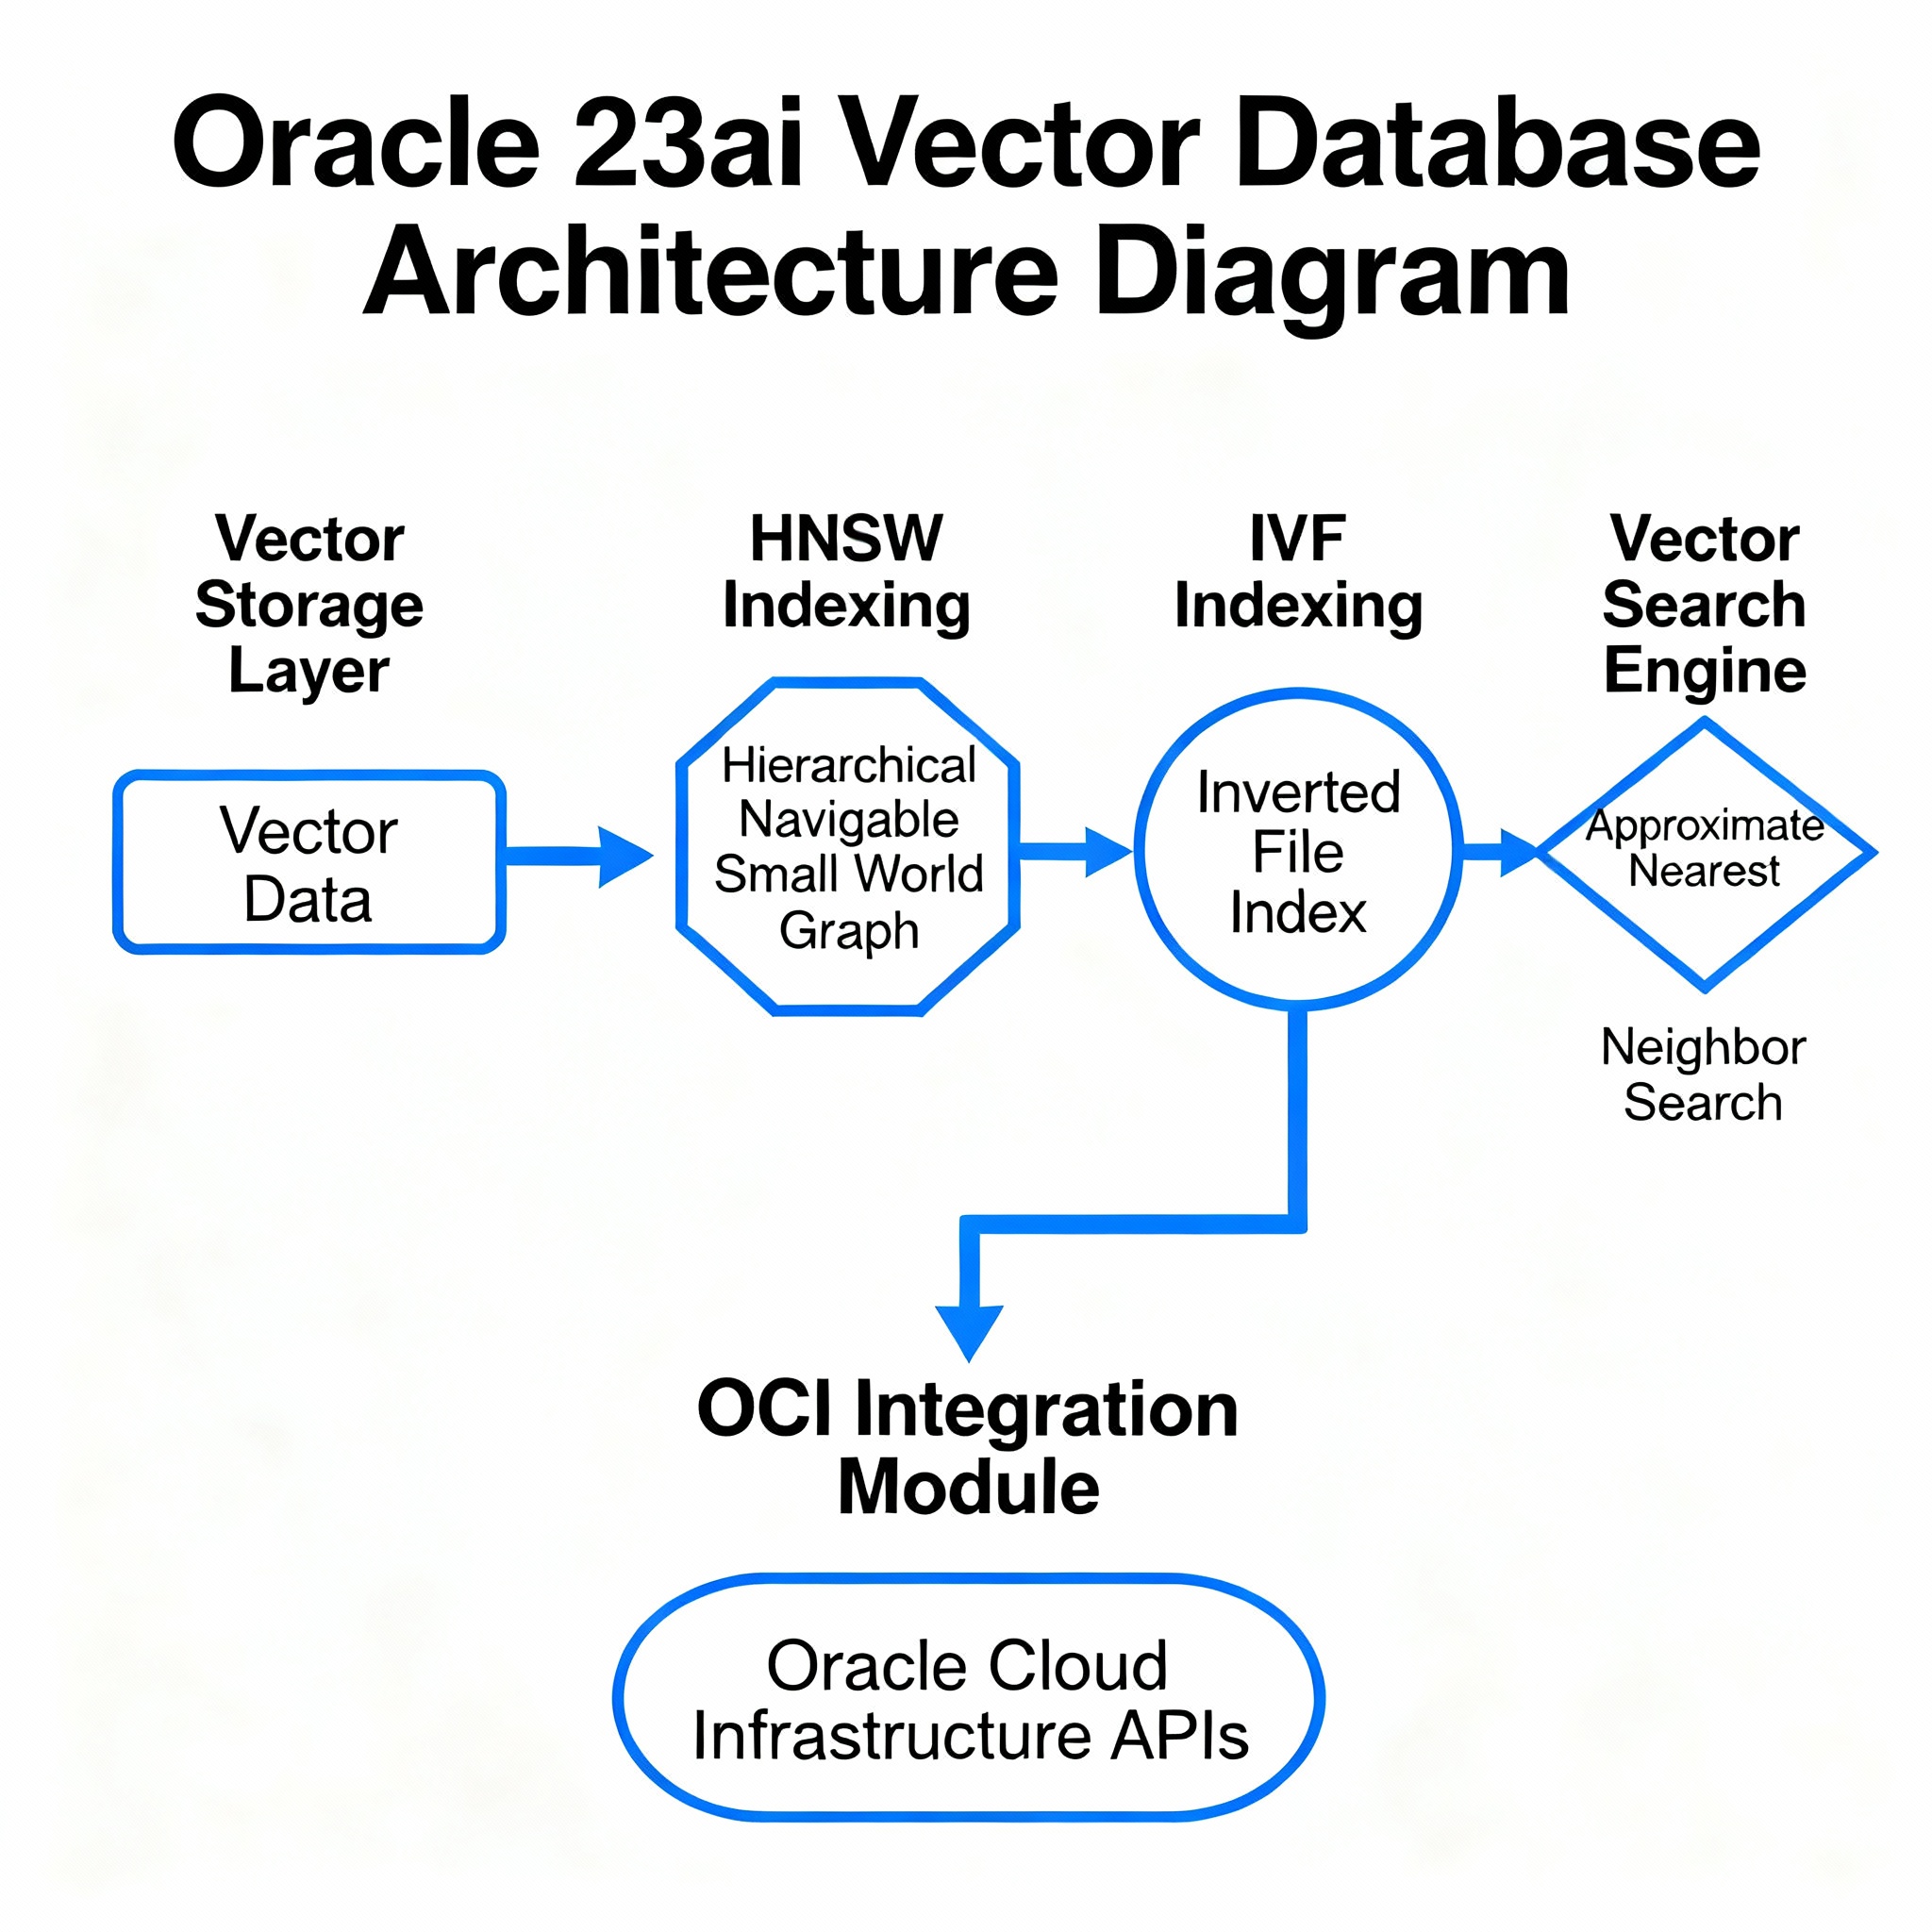 Oracle 23ai Vector Database
Architecture Diagram
Vector
Storage
Layer
HNSW
Indexing
IVF
Indexing
Vector
Search
Engine
Vector
Data
Hierarchical
Navigable
Small World
Graph
Inverted
File
Index
Approximate
Nearest
Neighbor
Search
OCI Integration
Module
Oracle Cloud
Infrastructure APIs